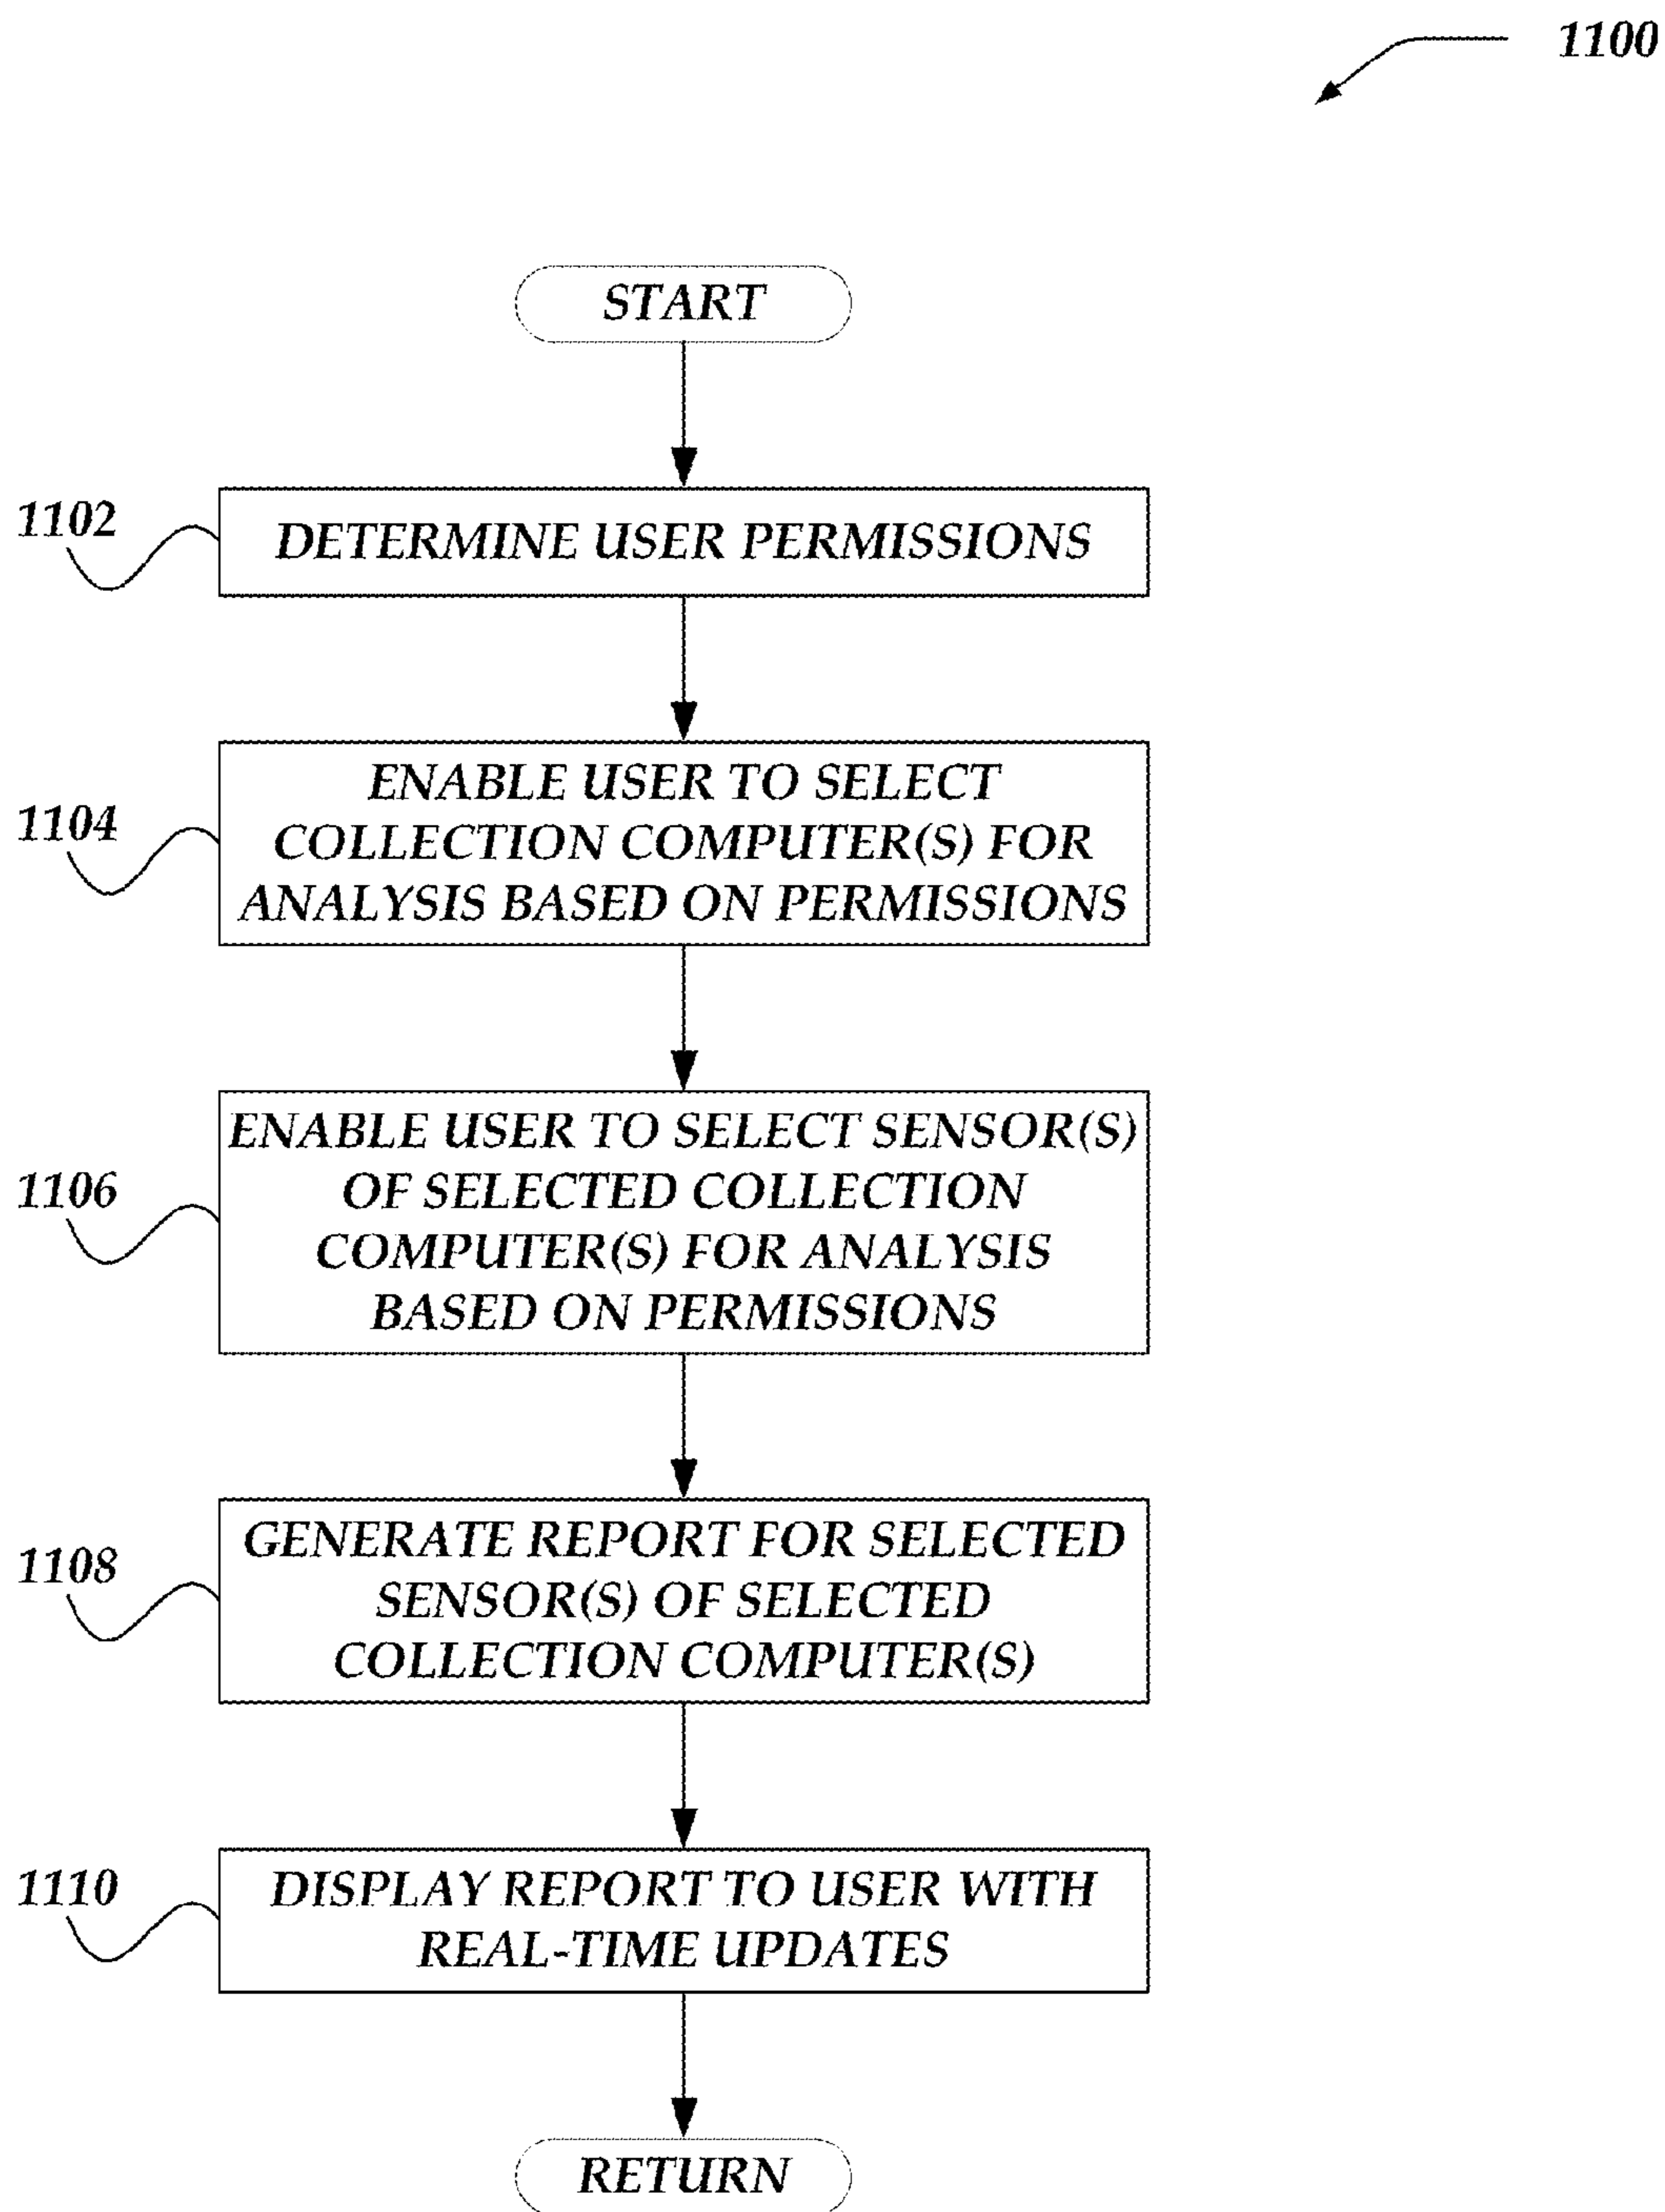 1100
START
1102
DETERMINE USER PERMISSIONS
ENABLE USER TO SELECT
1104
COLLECTION COMPUTER(S) FOR
ANALYSIS BASED ON PERMISSIONS
ENABLE USER TO SELECT SENSOR(S)
1106
OF SELECTED COLLECTION
COMPUTER(S) FOR ANALYSIS
BASED ON PERMISSIONS
GENERATE REPORT FOR SELECTED
1108
SENSOR(S) OF SELECTED
COLLECTION COMPUTER(S)
1110
DISPLAY REPORT TO USER WITH
REAL-TIME UPDATES
RETURN